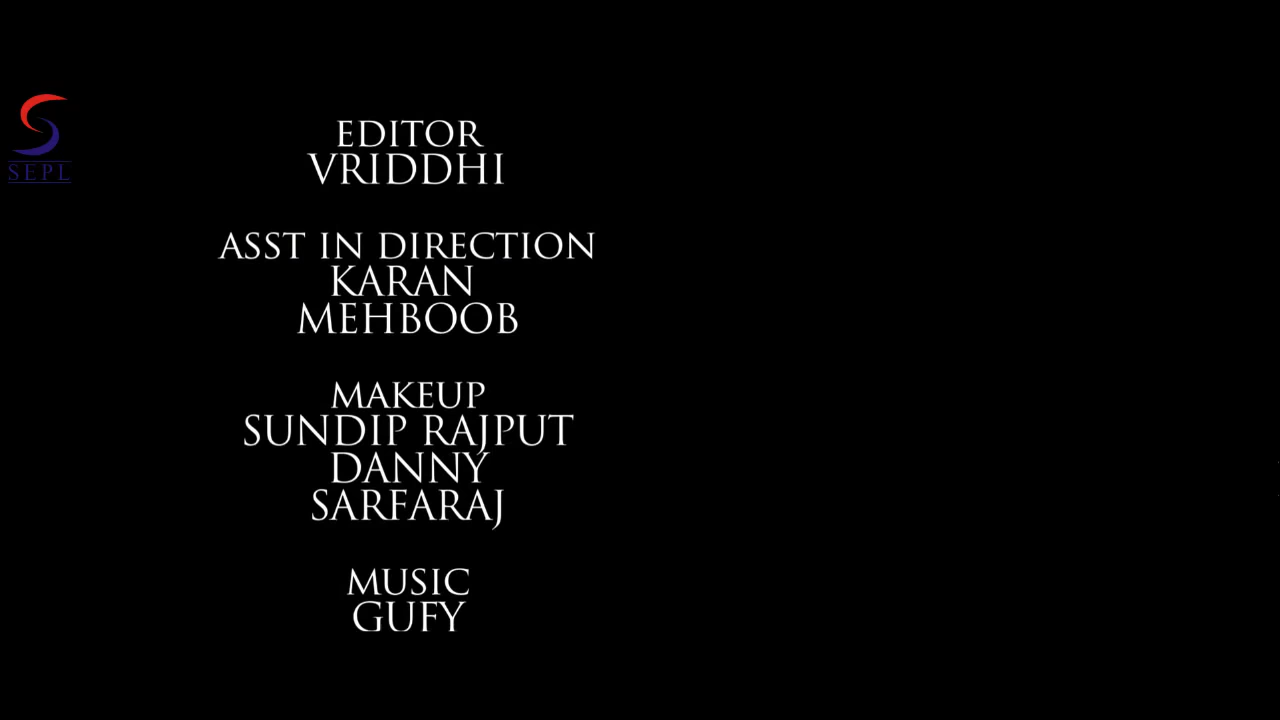 SEPL
EDITOR
VRIDDHI
ASST IN DIRECTION
KARAN
MEHBOOB
MAKEUP
SUNDIP RAJPUT
DANNY
SARFARAJ
MUSIC
GUFY